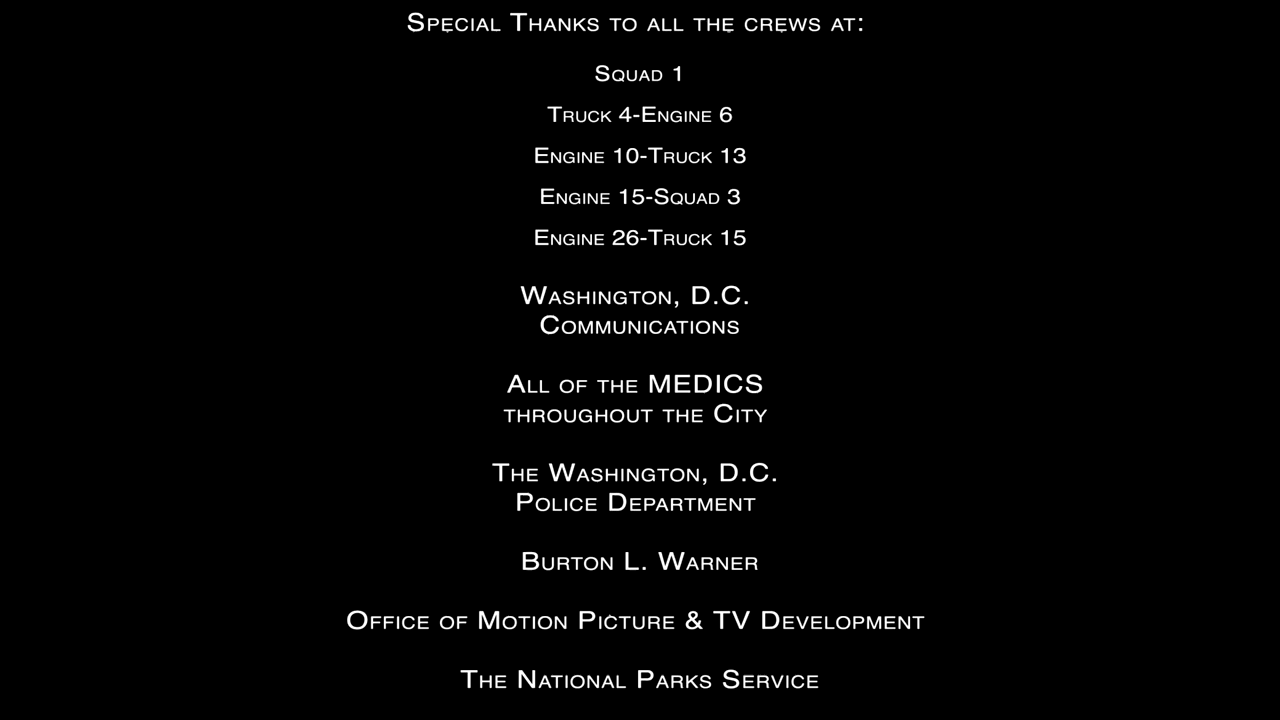 Special Thanks to all the crews at:
Squad 1
Truck 4-Engine 6
Engine 10-Truck 13
Engine 15-Squad 3
Engine 26-Truck 15
Washington, D.C.
Communications
All of the MEDICS
throughout the City
The Washington, D.C.
Police Department
Burton L. Warner
Office of Motion Picture & TV Development
The National Parks Service